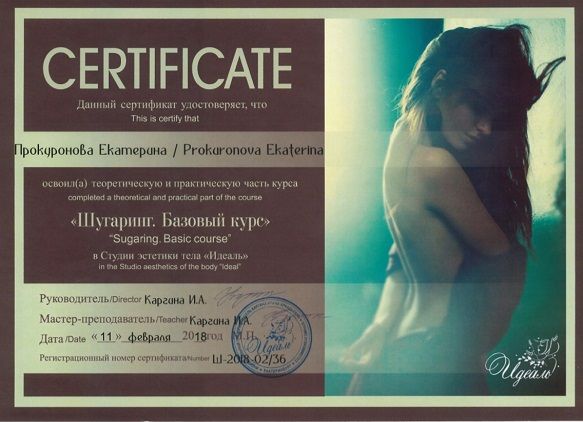 CERTIFICATE
Данный сертификат удостоверяет, что
This is certify that
Прокуронова Екатерина / Prokuronova Ekaterina
освоил(а) теоретическую и практическую часть курса
completed a theoretical and practical part of the course
«Шугаринг. Базовый курс»
"Sugaring. Basic course"
в Студии эстетики тела «Идеаль»
in the Studio aesthetics of the body "Ideal"
Руководитель/Director Каргина И.А.
Мастер-преподаватель/Teacher Каргина И.А.
Дата /Date « 11 » февраля 2018 год М.П.
Идеаль
Регистрационный номер сертификата/Number Ш-2018-02/36
Идеаль